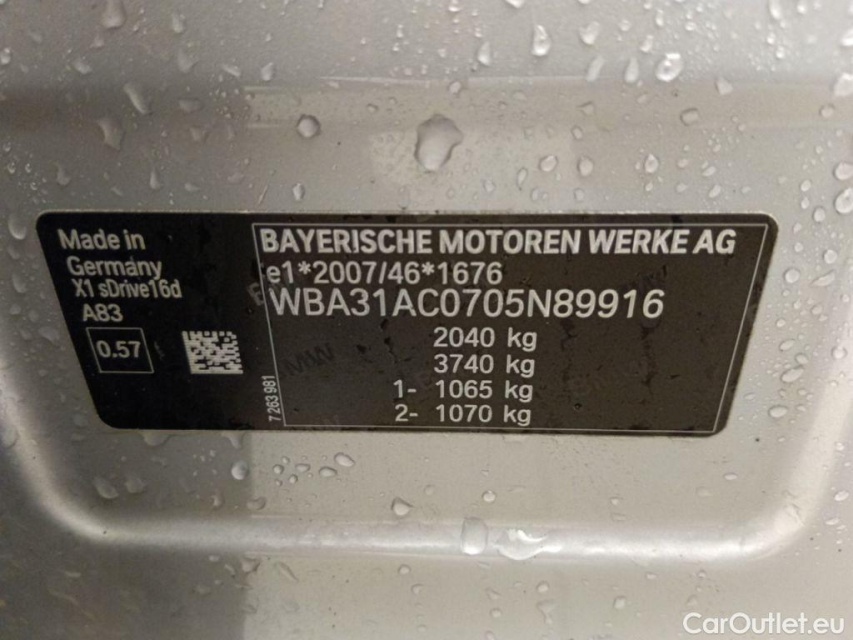 Made in
Germany
X1 sDrive16d
A83
0.57
7 263 981
BAYERISCHE MOTOREN WERKE AG
e1*2007/46*1676
WBA31AC0705N89916
2040 kg
3740 kg
1- 1065 kg
2- 1070 kg
CarOutlet.eu